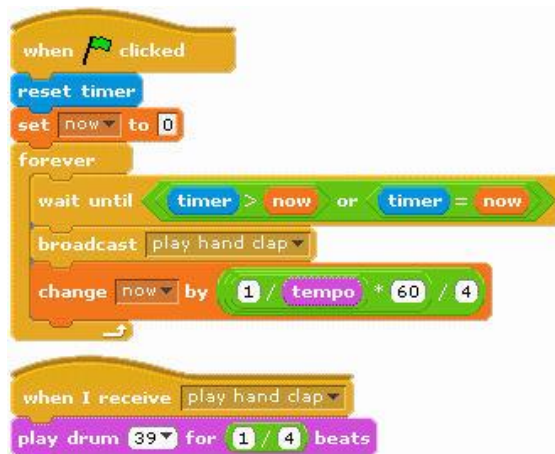 when clicked
reset timer
set now to 0
forever
wait until timer > now or timer = now
broadcast play hand clap
change now by 1 / tempo * 60 / 4
when I receive play hand clap
play drum 39 for 1 / 4 beats